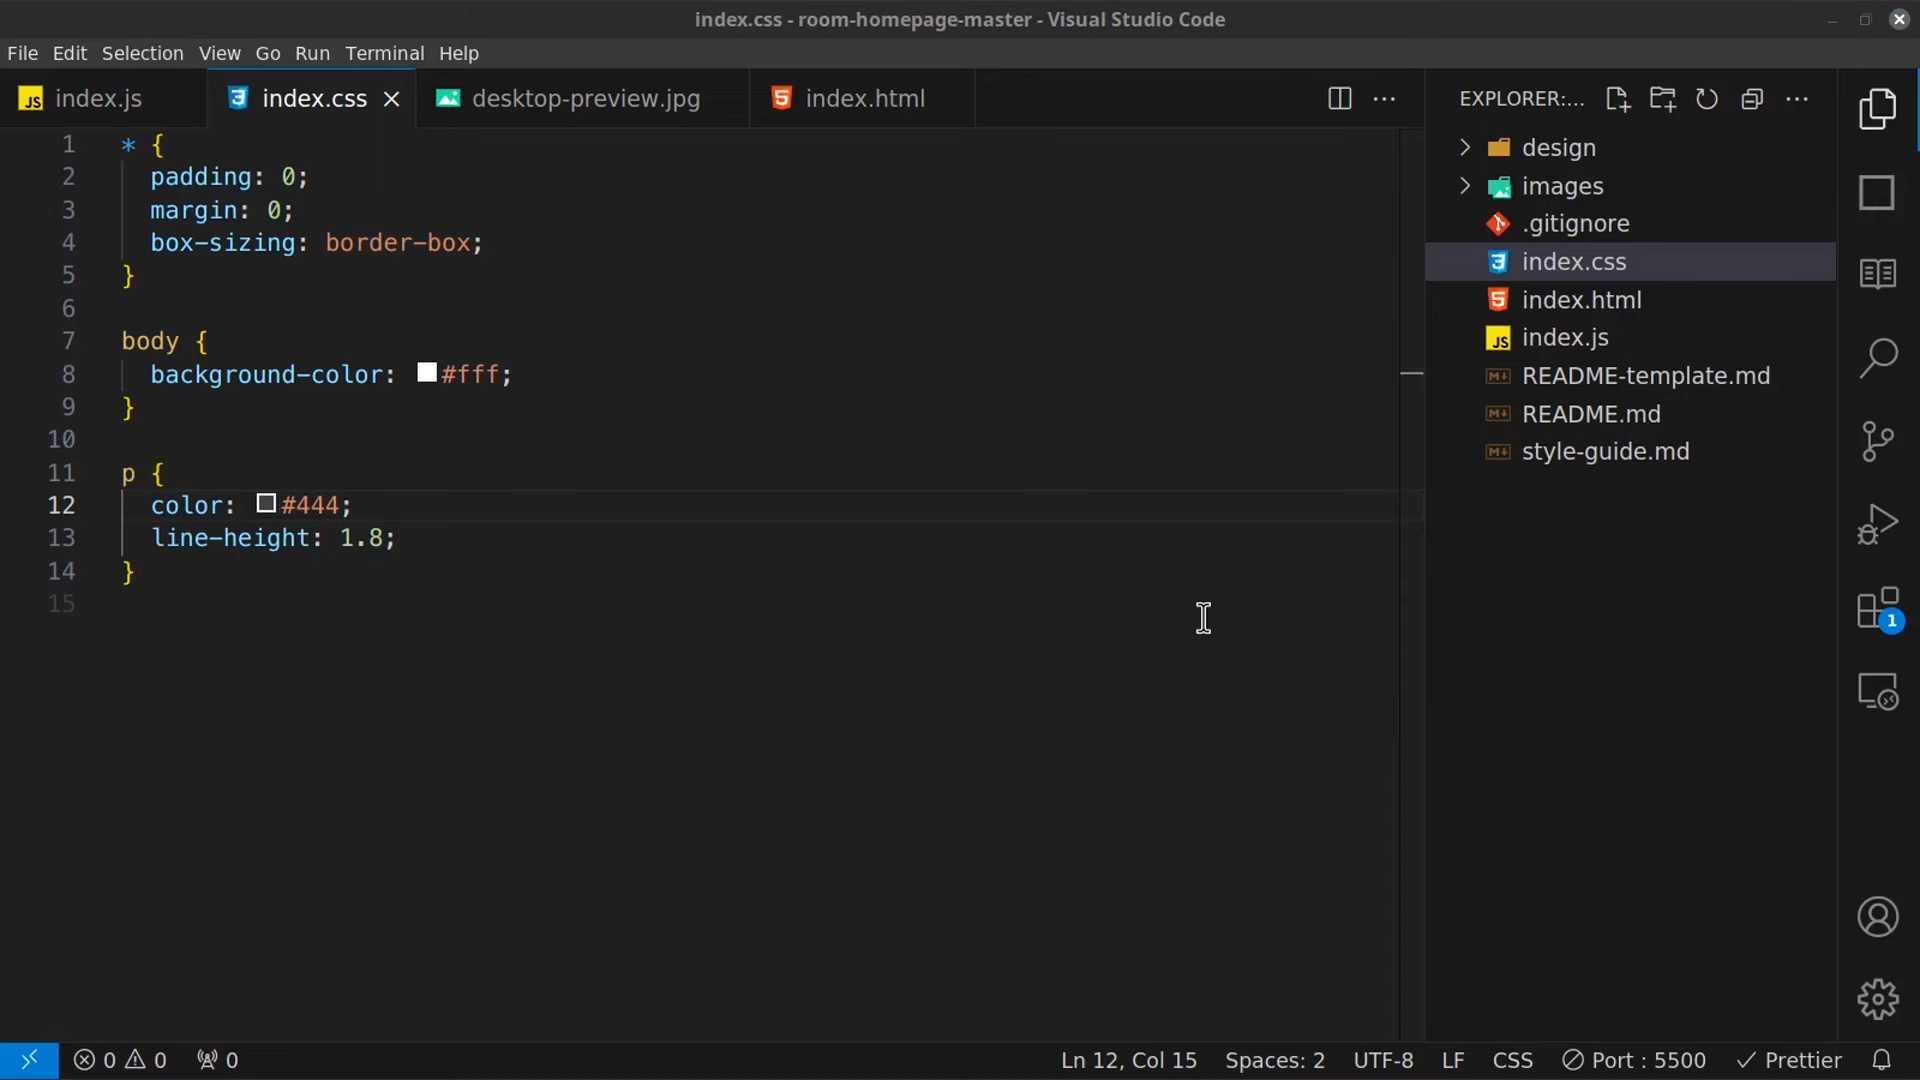 index.css - room-homepage-master - Visual Studio Code
File Edit Selection View Go Run Terminal Help
index.js index.css desktop-preview.jpg index.html
EXPLORER:...
1 * {
2 padding: 0;
3 margin: 0;
4 box-sizing: border-box;
5 }
6
7 body {
8 background-color: #fff;
9 }
10
11 p {
12 color: #444;
13 line-height: 1.8;
14 }
15
design
images
.gitignore
index.css
index.html
index.js
README-template.md
README.md
style-guide.md
1
0 0 0 Ln 12, Col 15 Spaces: 2 UTF-8 LF CSS Port : 5500 Prettier